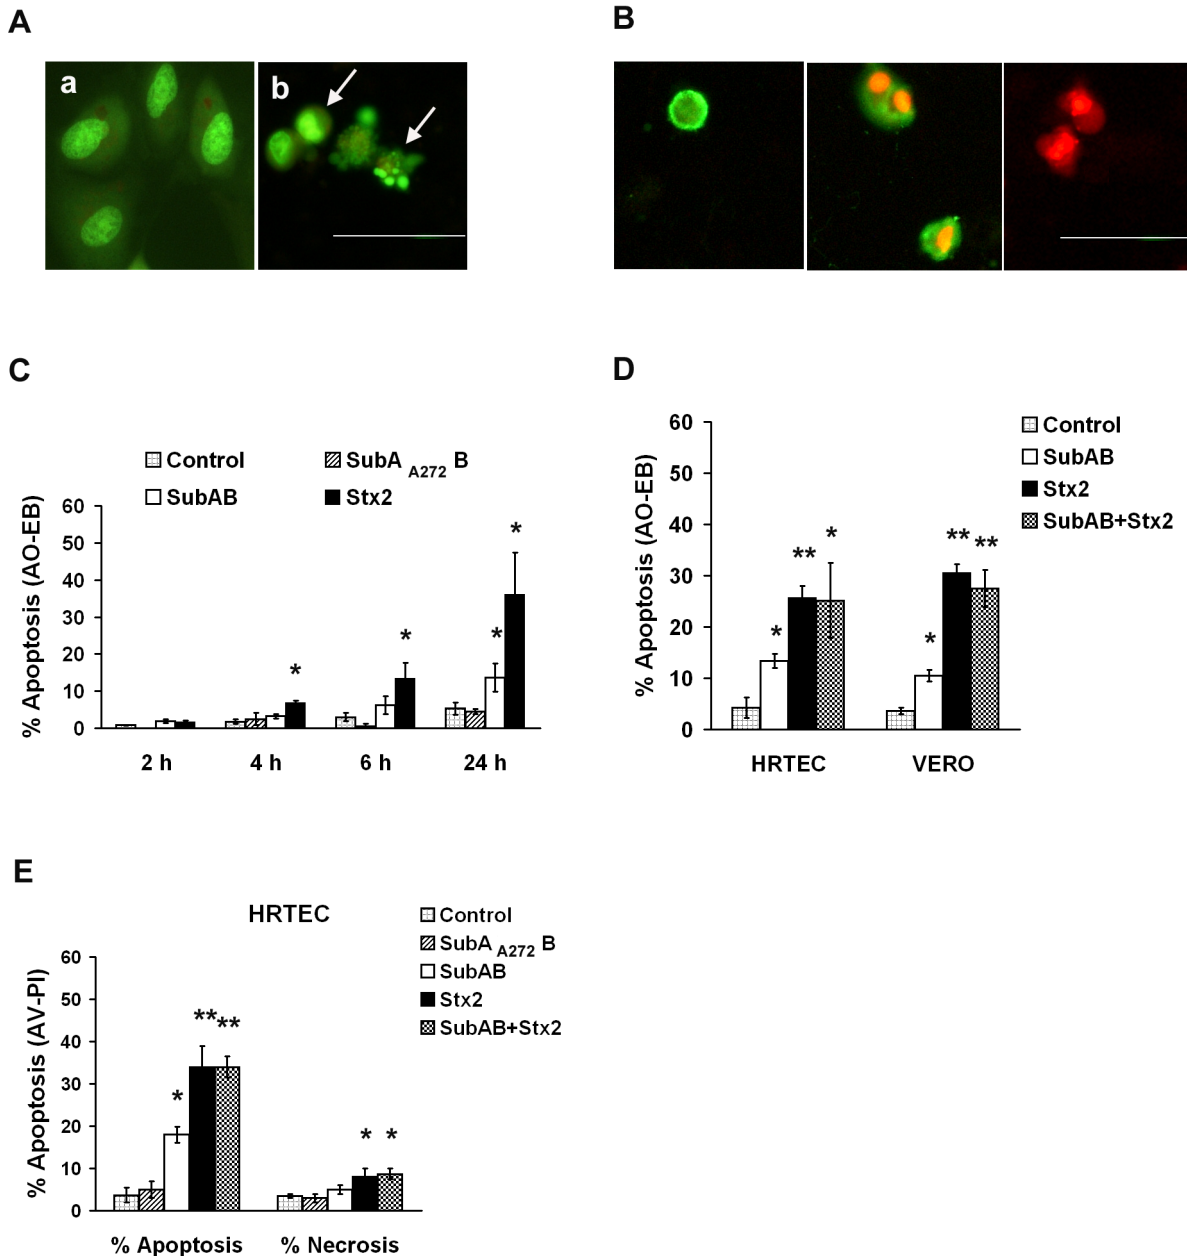 A
B
a
b
C
D
Control
SubA A272 B
SubAB
Stx2
% Apoptosis (AO-EB)
60
50
40
30
20
10
0
*
*
*
*
2 h
4 h
6 h
24 h
% Apoptosis (AO-EB)
60
50
40
30
20
10
0
Control
SubAB
Stx2
SubAB+Stx2
*
**
*
*
**
**
HRTEC
VERO
E
HRTEC
% Apoptosis (AV-PI)
60
50
40
30
20
10
0
Control
SubA A272 B
SubAB
Stx2
SubAB+Stx2
*
**
**
*
*
% Apoptosis
% Necrosis